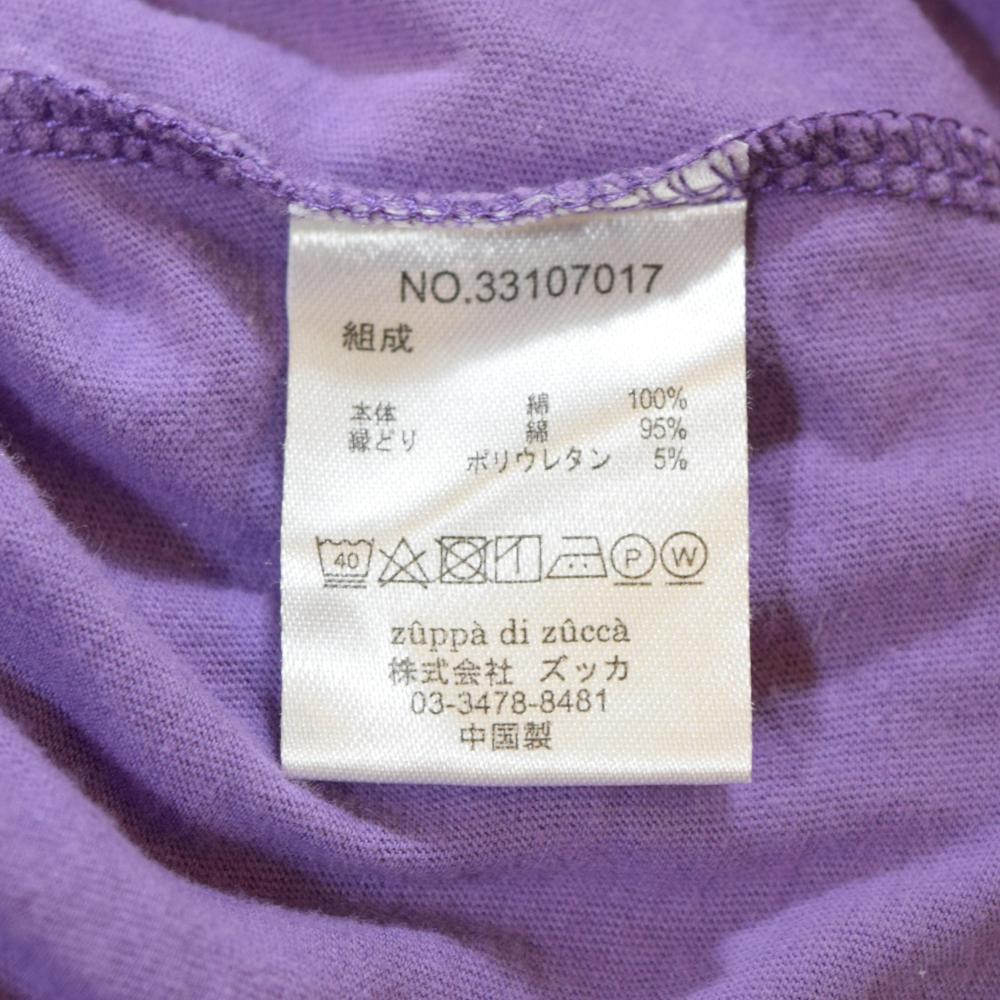 NO.33107017
組成
本体 綿 100%
縁どり 綿 95%
ポリウレタン 5%
40 P W
zûppà di zûccà
株式会社 ズッカ
03-3478-8481
中国製